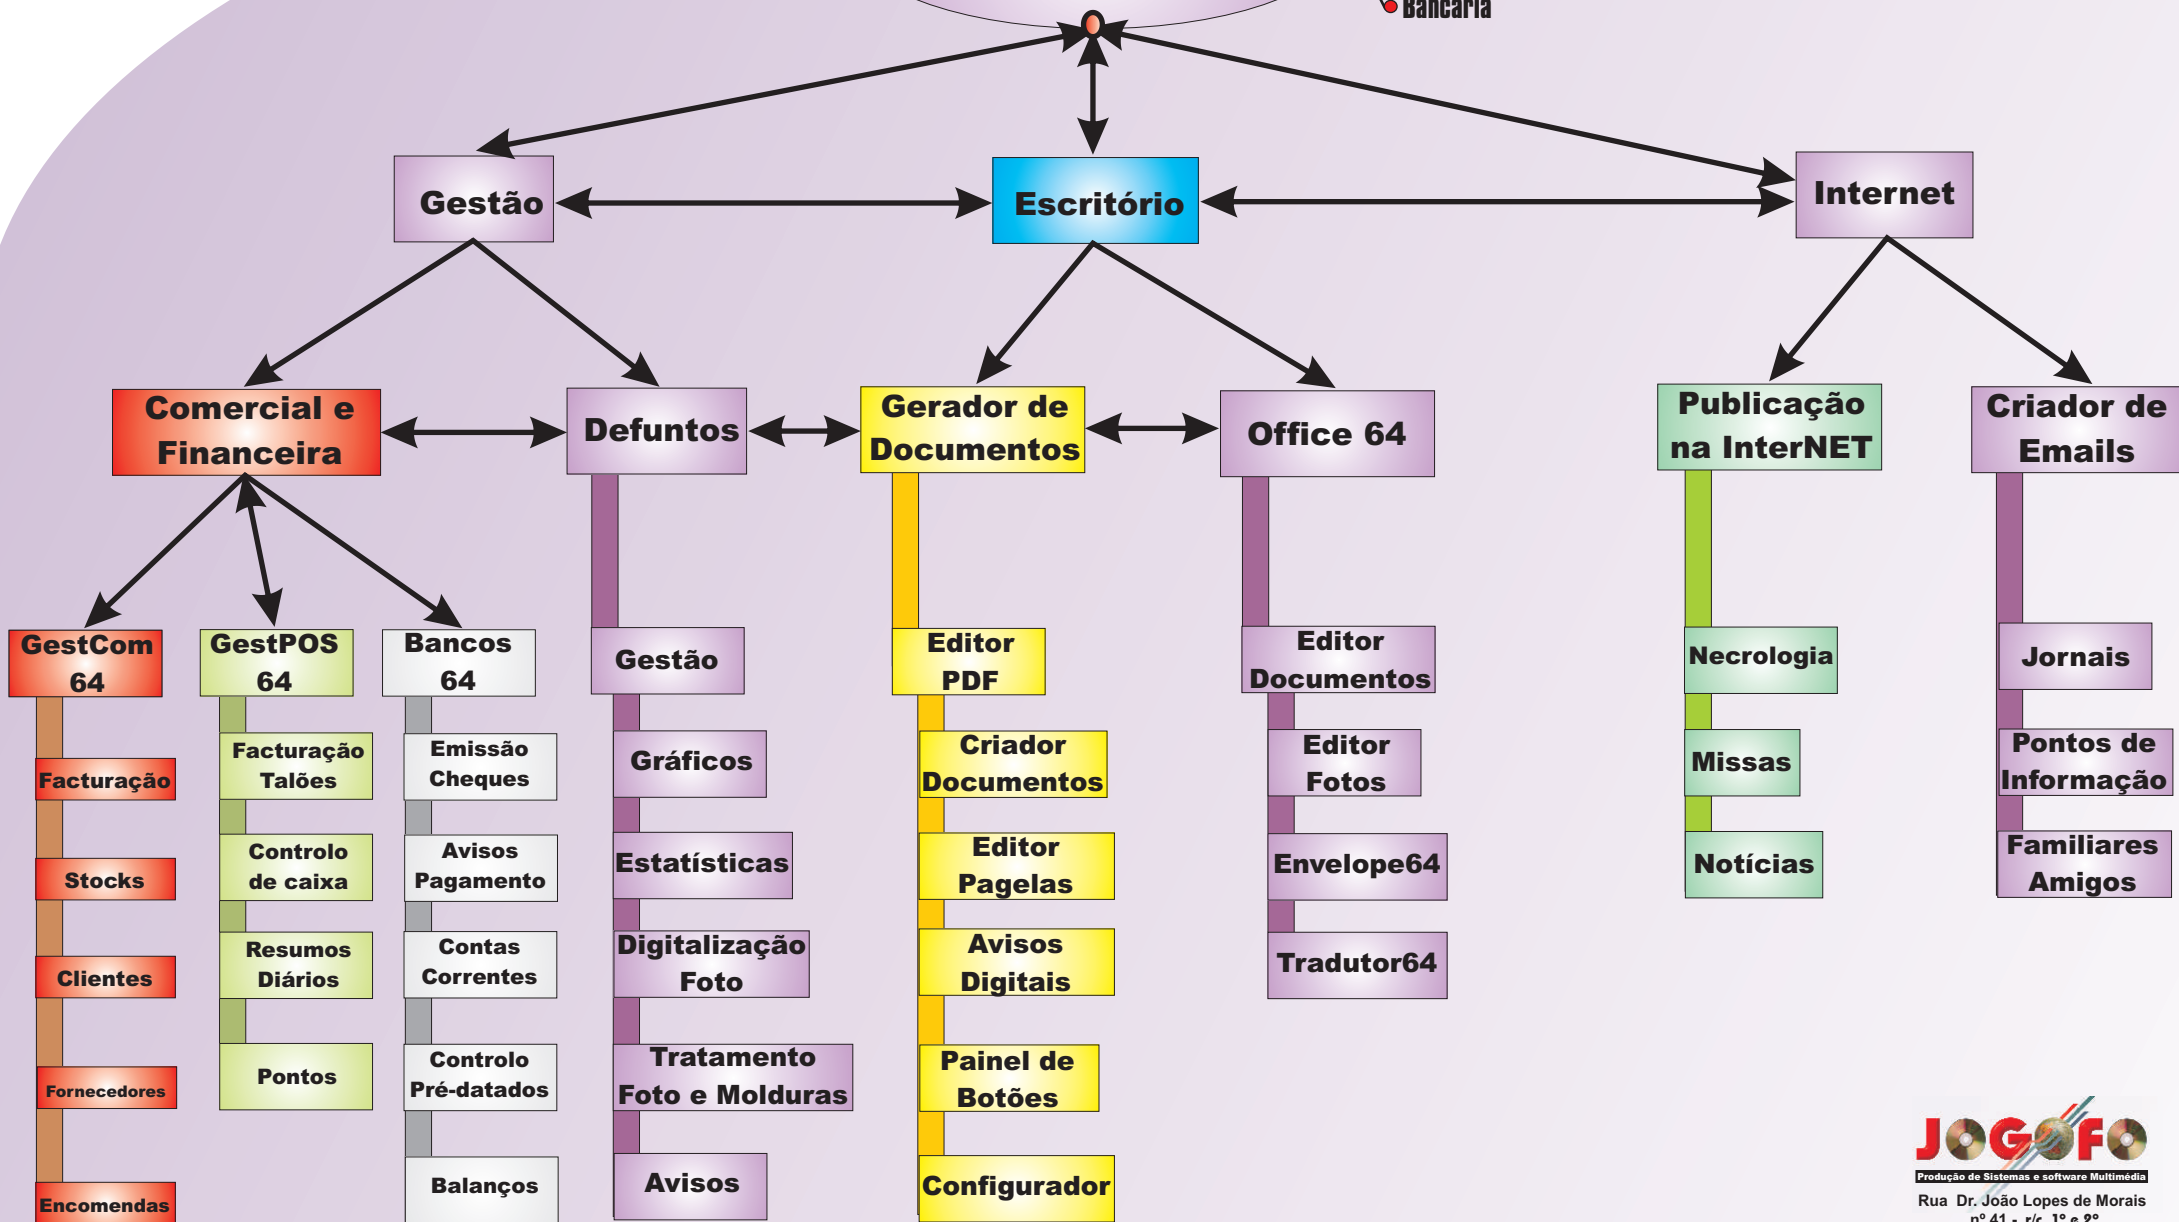 Bancária
Gestão
Escritório
Internet
Comercial e
Financeira
Defuntos
Gerador de
Documentos
Office 64
Publicação
na InterNET
Criador de
Emails
GestCom
64
Facturação
Stocks
Clientes
Fornecedores
Encomendas
GestPOS
64
Facturação
Talões
Controlo
de caixa
Resumos
Diários
Pontos
Bancos
64
Emissão
Cheques
Avisos
Pagamento
Contas
Correntes
Controlo
Pré-datados
Balanços
Gestão
Gráficos
Estatísticas
Digitalização
Foto
Tratamento
Foto e Molduras
Avisos
Editor
PDF
Criador
Documentos
Editor
Pagelas
Avisos
Digitais
Painel de
Botões
Configurador
Editor
Documentos
Editor
Fotos
Envelope64
Tradutor64
Necrologia
Missas
Notícias
Jornais
Pontos de
Informação
Familiares
Amigos
JOGOFO
Produção de Sistemas e software Multimédia
Rua Dr. João Lopes de Morais
nº 41 - r/c 1º e 2º